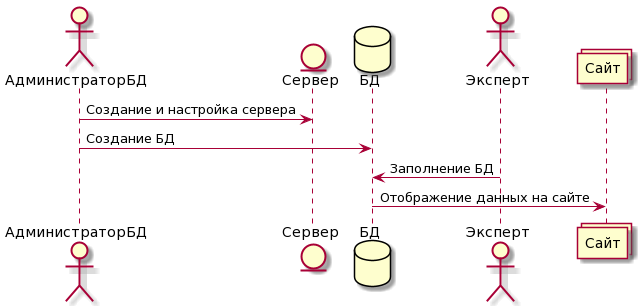 АдминистраторБД
Сервер
БД
Эксперт
Сайт
Создание и настройка сервера
Создание БД
Заполнение БД
Отображение данных на сайте
АдминистраторБД
Сервер
БД
Эксперт
Сайт